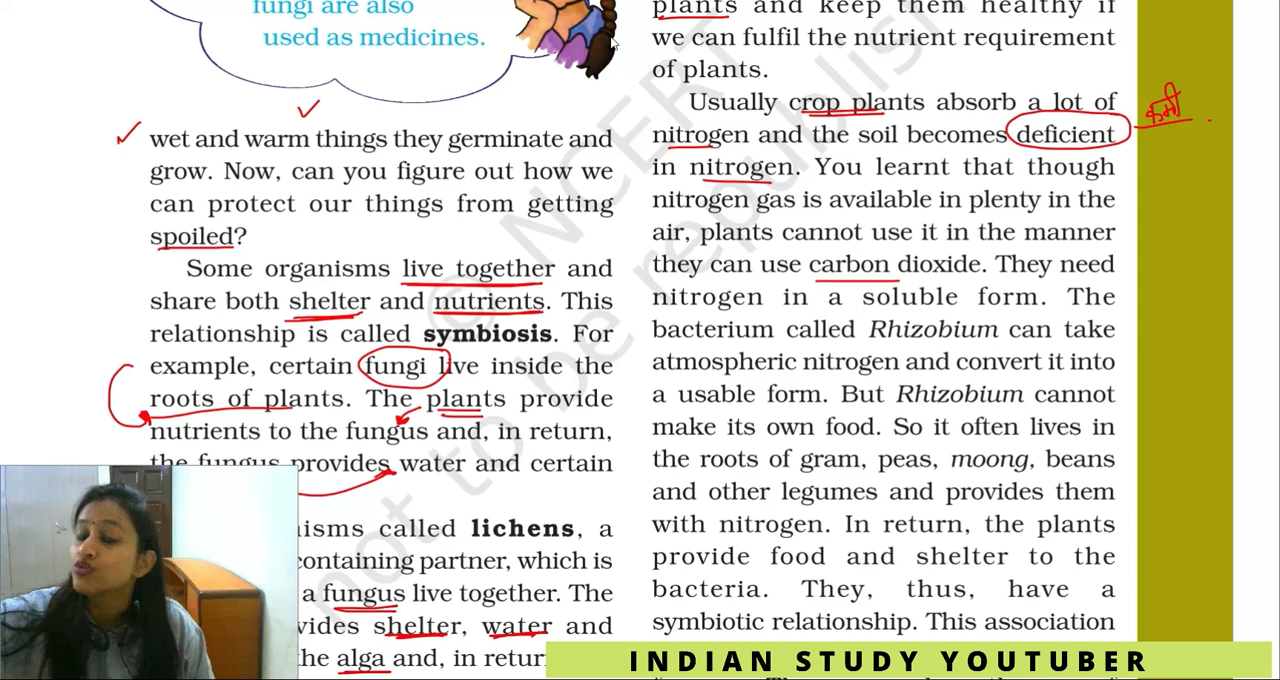 fungi are also
used as medicines.
wet and warm things they germinate and
grow. Now, can you figure out how we
can protect our things from getting
spoiled?
Some organisms live together and
share both shelter and nutrients. This
relationship is called symbiosis. For
example, certain fungi live inside the
roots of plants. The plants provide
nutrients to the fungus and, in return,
the fungus provides water and certain
isms called lichens, a
containing partner, which is
a fungus live together. The
vides shelter, water and
the alga and, in return
plants and keep them healthy if
we can fulfil the nutrient requirement
of plants.
Usually crop plants absorb a lot of
nitrogen and the soil becomes deficient
in nitrogen. You learnt that though
nitrogen gas is available in plenty in the
air, plants cannot use it in the manner
they can use carbon dioxide. They need
nitrogen in a soluble form. The
bacterium called Rhizobium can take
atmospheric nitrogen and convert it into
a usable form. But Rhizobium cannot
make its own food. So it often lives in
the roots of gram, peas, moong, beans
and other legumes and provides them
with nitrogen. In return, the plants
provide food and shelter to the
bacteria. They, thus, have a
symbiotic relationship. This association
कमी
© NCERT
not to be republish
INDIAN STUDY YOUTUBER